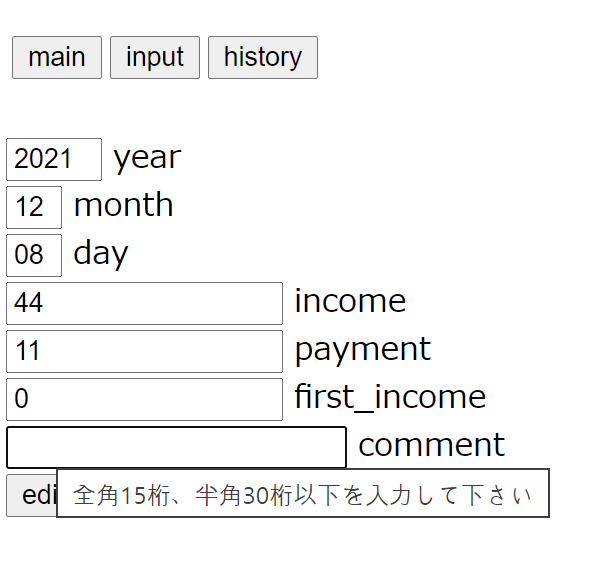 main input history
2021 year
12 month
08 day
44 income
11 payment
0 first_income
comment
edi
全角15桁、半角30桁以下を入力して下さい